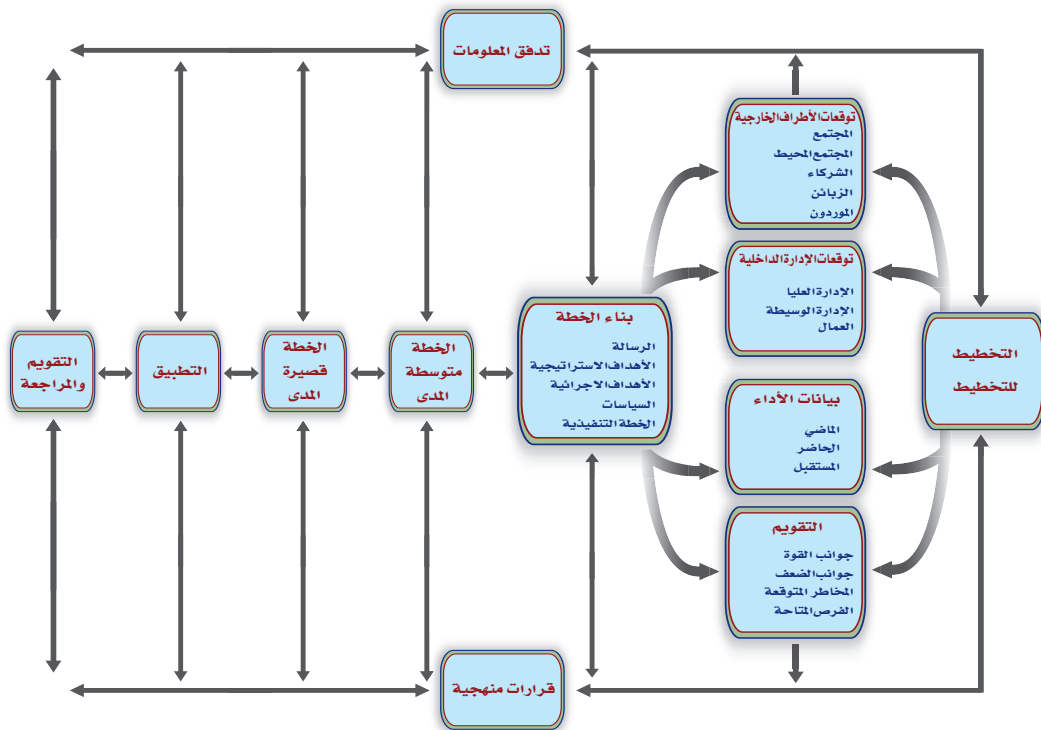 تدفق المعلومات
التخطيط
للتخطيط
توقعات الأطراف الخارجية
المجتمع
المجتمع المحيط
الشركاء
الزبائن
الموردون
توقعات الإدارة الداخلية
الإدارة العليا
الإدارة الوسيطة
العمال
بيانات الأداء
الماضي
الحاضر
المستقبل
التقويم
جوانب القوة
جوانب الضعف
المخاطر المتوقعة
الفرص المتاحة
بناء الخطة
الرسالة
الأهداف الاستراتيجية
الأهداف الاجرائية
السياسات
الخطة التنفيذية
الخطة
متوسطة
المدى
الخطة
قصيرة
المدى
التطبيق
التقويم
والمراجعة
قرارات منهجية